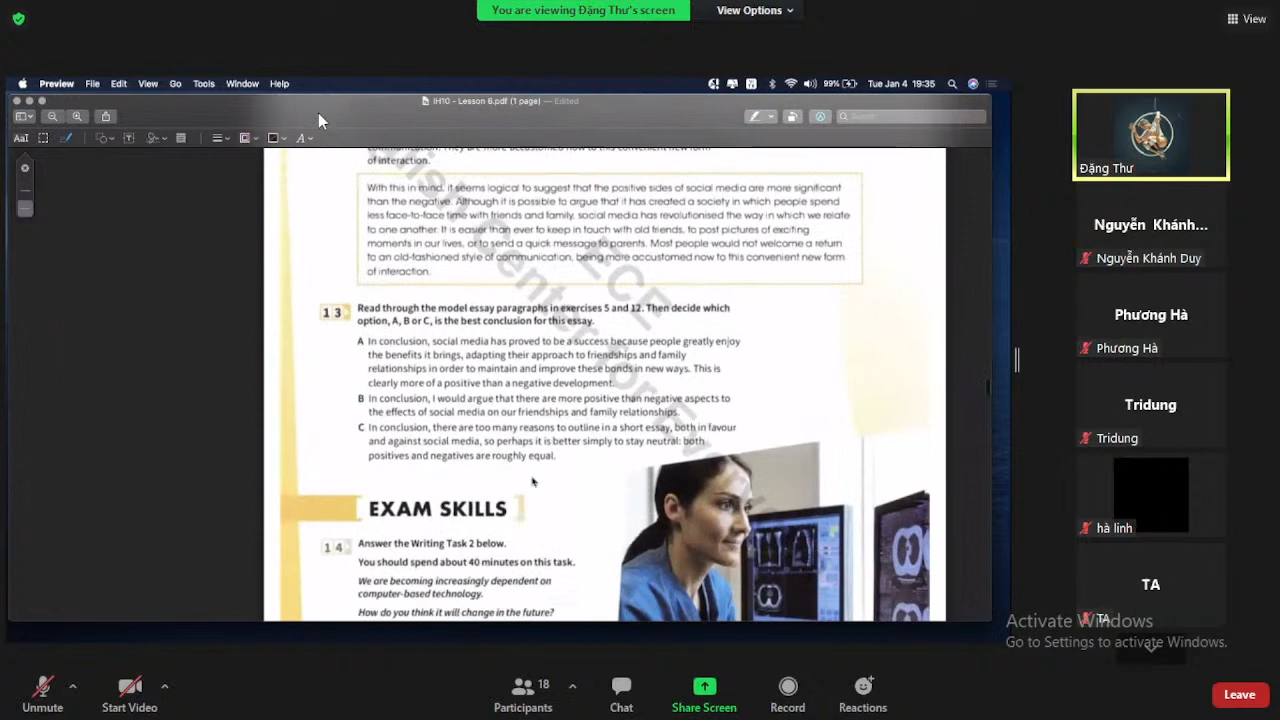 You are viewing Đặng Thư's screen
View Options
View
Preview File Edit View Go Tools Window Help
99% Tue Jan 4 19:35
IH10 - Lesson 6.pdf (1 page) — Edited
Search
AaI
T
A
of interaction.
With this in mind, it seems logical to suggest that the positive sides of social media are more significant
than the negative. Although it is possible to argue that it has created a society in which people spend
less face-to-face time with friends and family, social media has revolutionised the way in which we relate
to one another. It is easier than ever to keep in touch with old friends, to post pictures of exciting
moments in our lives, or to send a quick message to parents. Most people would not welcome a return
to an old-fashioned style of communication, being more accustomed now to this convenient new form
of interaction.
13 Read through the model essay paragraphs in exercises 5 and 12. Then decide which
option, A, B or C, is the best conclusion for this essay.
A In conclusion, social media has proved to be a success because people greatly enjoy
the benefits it brings, adapting their approach to friendships and family
relationships in order to maintain and improve these bonds in new ways. This is
clearly more of a positive than a negative development.
B In conclusion, I would argue that there are more positive than negative aspects to
the effects of social media on our friendships and family relationships.
C In conclusion, there are too many reasons to outline in a short essay, both in favour
and against social media, so perhaps it is better simply to stay neutral: both
positives and negatives are roughly equal.
ECE
Center for
EXAM SKILLS
14 Answer the Writing Task 2 below.
You should spend about 40 minutes on this task.
We are becoming increasingly dependent on
computer-based technology.
How do you think it will change in the future?
Đặng Thư
Nguyễn Khánh...
Nguyễn Khánh Duy
Phương Hà
Phương Hà
Tridung
Tridung
hà linh
TA
TA
Activate Windows
Go to Settings to activate Windows.
Unmute
Start Video
18
Participants
Chat
Share Screen
Record
Reactions
Leave